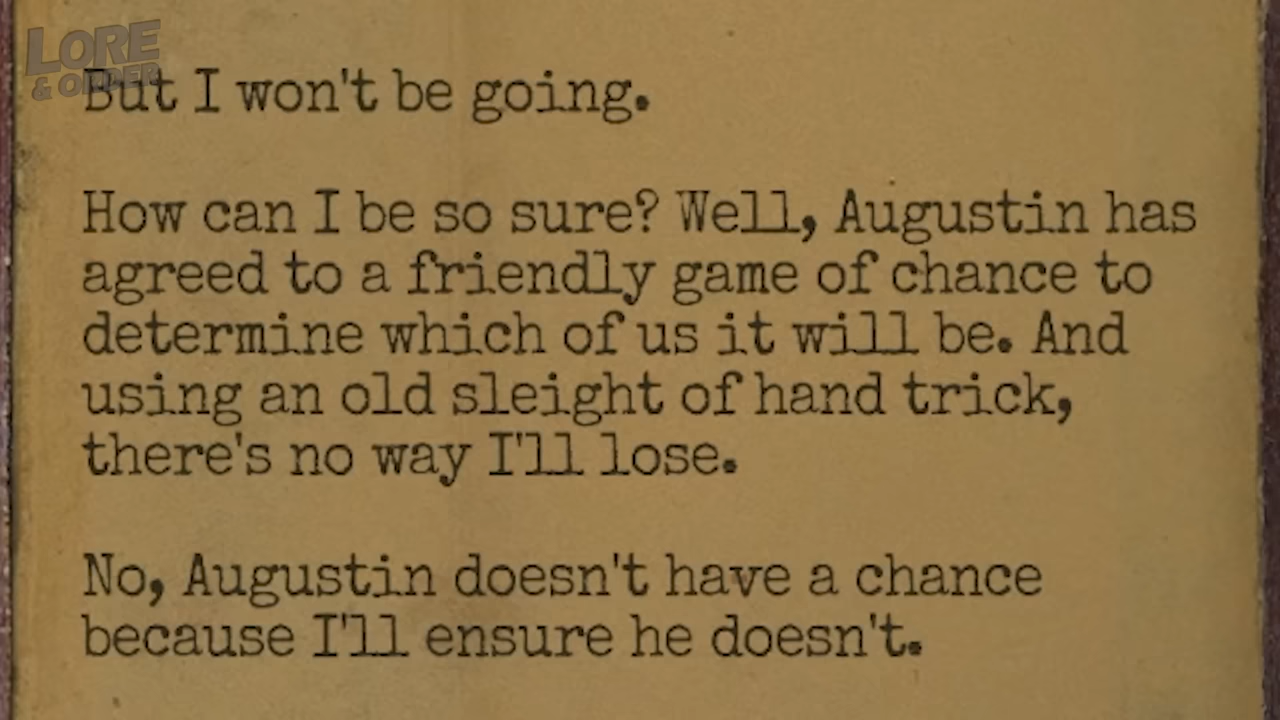 LORE
& ORDER
But I won't be going.
How can I be so sure? Well, Augustin has
agreed to a friendly game of chance to
determine which of us it will be. And
using an old sleight of hand trick,
there's no way I'll lose.
No, Augustin doesn't have a chance
because I'll ensure he doesn't.